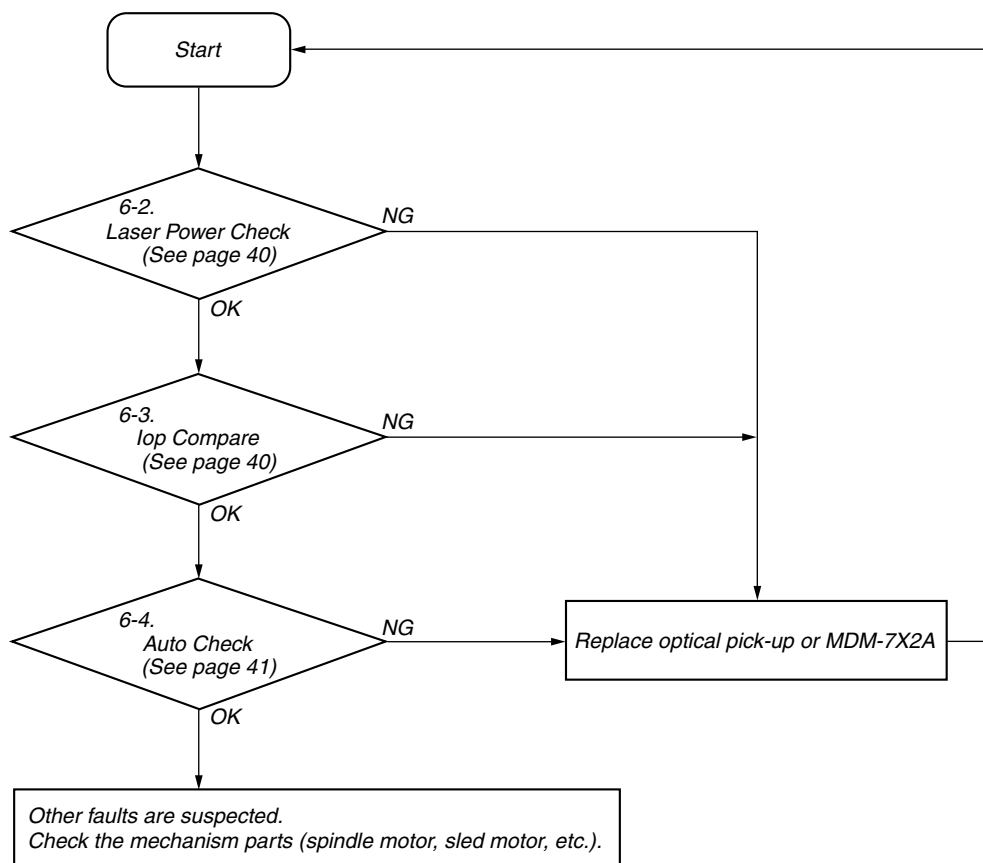 Start
6-2.
Laser Power Check
(See page 40)
NG
OK
6-3.
Iop Compare
(See page 40)
NG
OK
6-4.
Auto Check
(See page 41)
NG
OK
Replace optical pick-up or MDM-7X2A
Other faults are suspected.
Check the mechanism parts (spindle motor, sled motor, etc.).